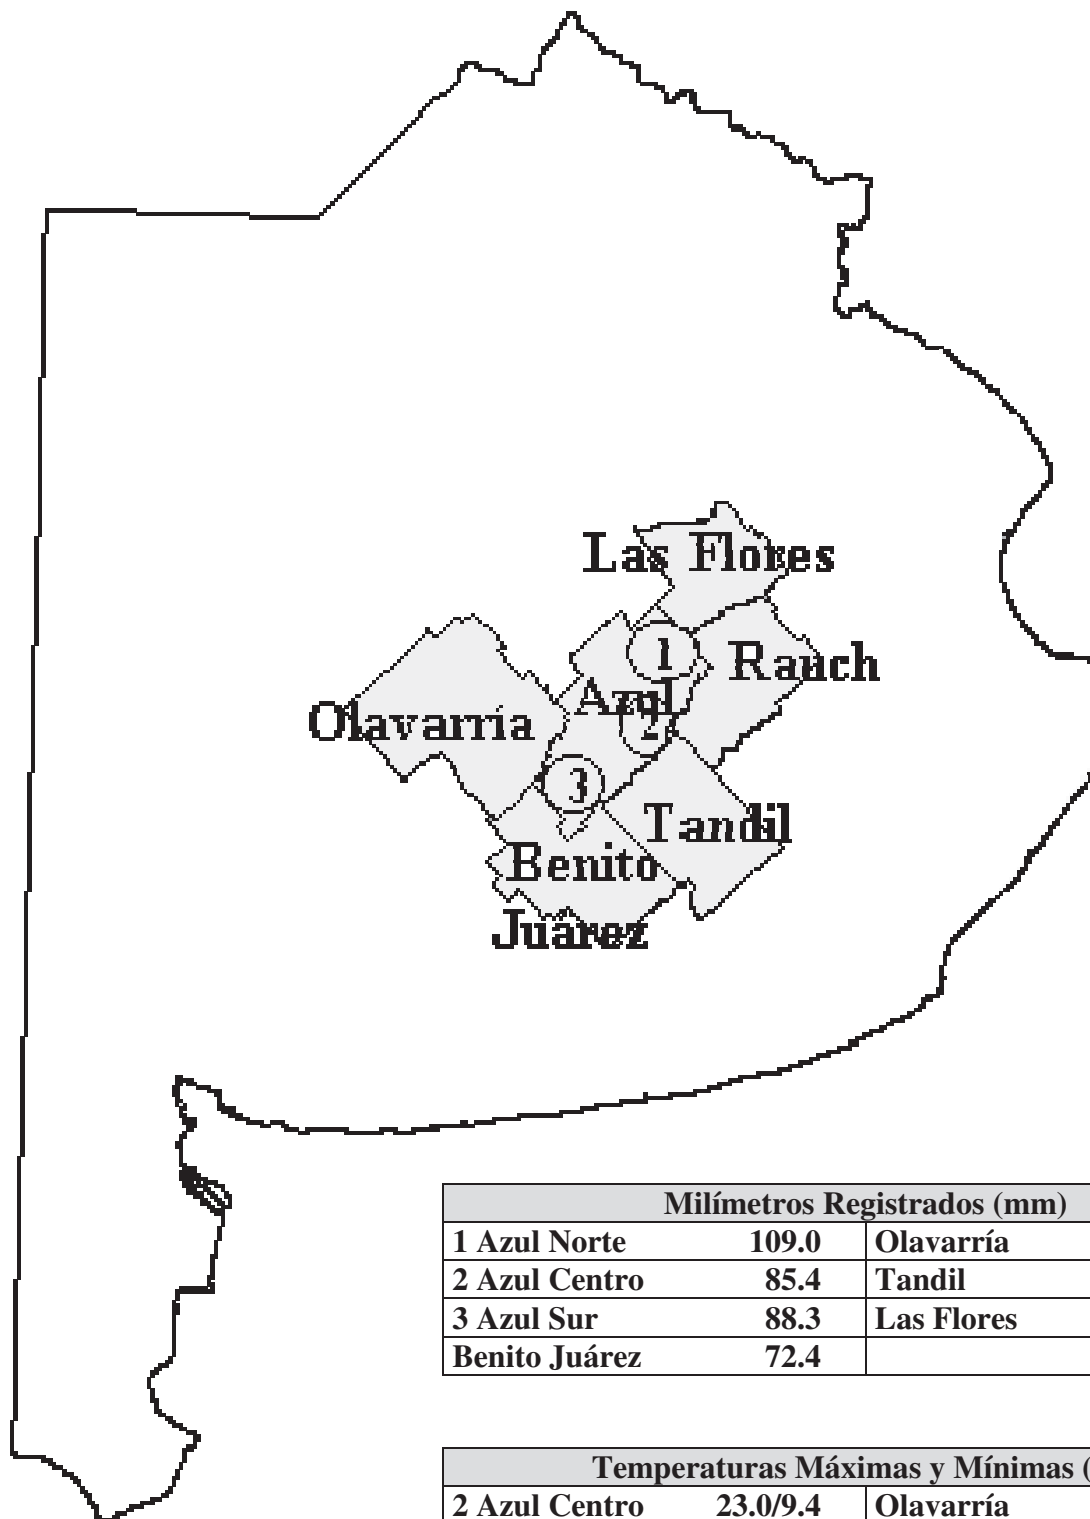 Las Flores
1
Rauch
Azul
Olavarría
2
3
Tandil
Benito
Juárez
Milímetros Registrados (mm)
1 Azul Norte 109.0 Olavarría
2 Azul Centro 85.4 Tandil
3 Azul Sur 88.3 Las Flores
Benito Juárez 72.4
Temperaturas Máximas y Mínimas (
2 Azul Centro 23.0/9.4 Olavarría